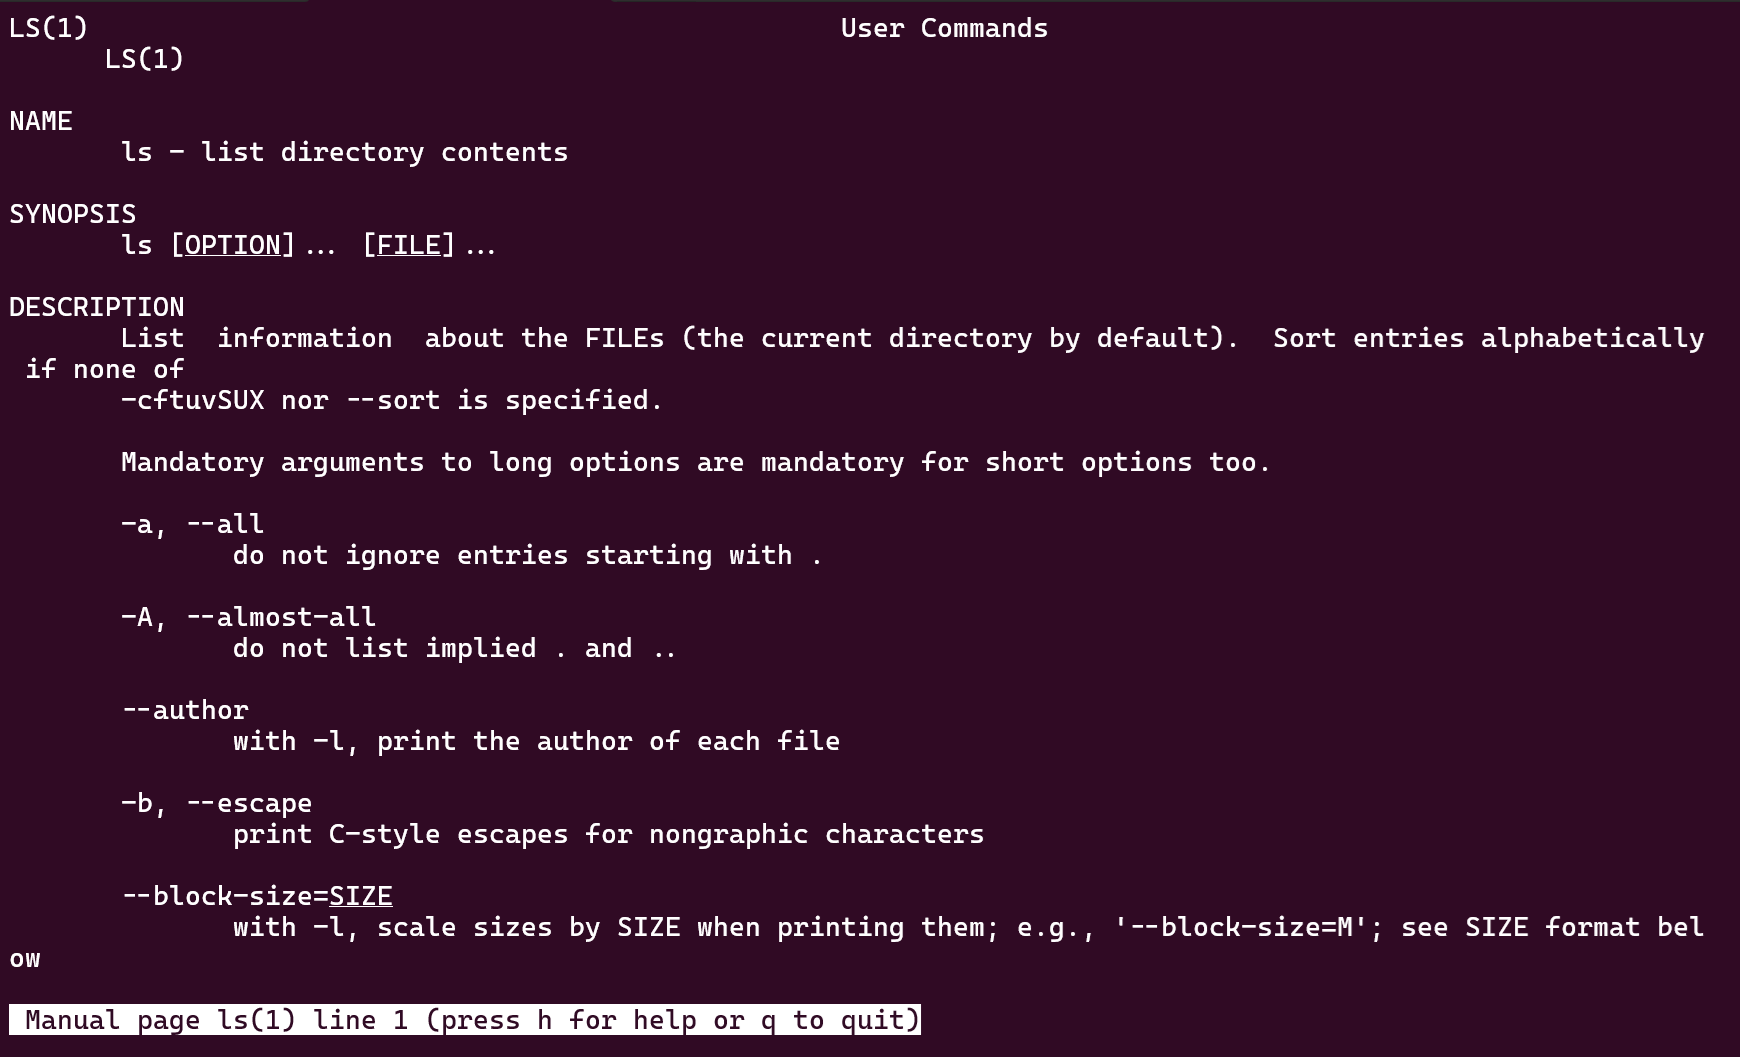 LS(1) User Commands
LS(1)
NAME
ls - list directory contents
SYNOPSIS
ls [OPTION]... [FILE]...
DESCRIPTION
List information about the FILEs (the current directory by default). Sort entries alphabetically
if none of
-cftuvSUX nor --sort is specified.
Mandatory arguments to long options are mandatory for short options too.
-a, --all
do not ignore entries starting with .
-A, --almost-all
do not list implied . and ..
--author
with -l, print the author of each file
-b, --escape
print C-style escapes for nongraphic characters
--block-size=SIZE
with -l, scale sizes by SIZE when printing them; e.g., '--block-size=M'; see SIZE format bel
ow
Manual page ls(1) line 1 (press h for help or q to quit)